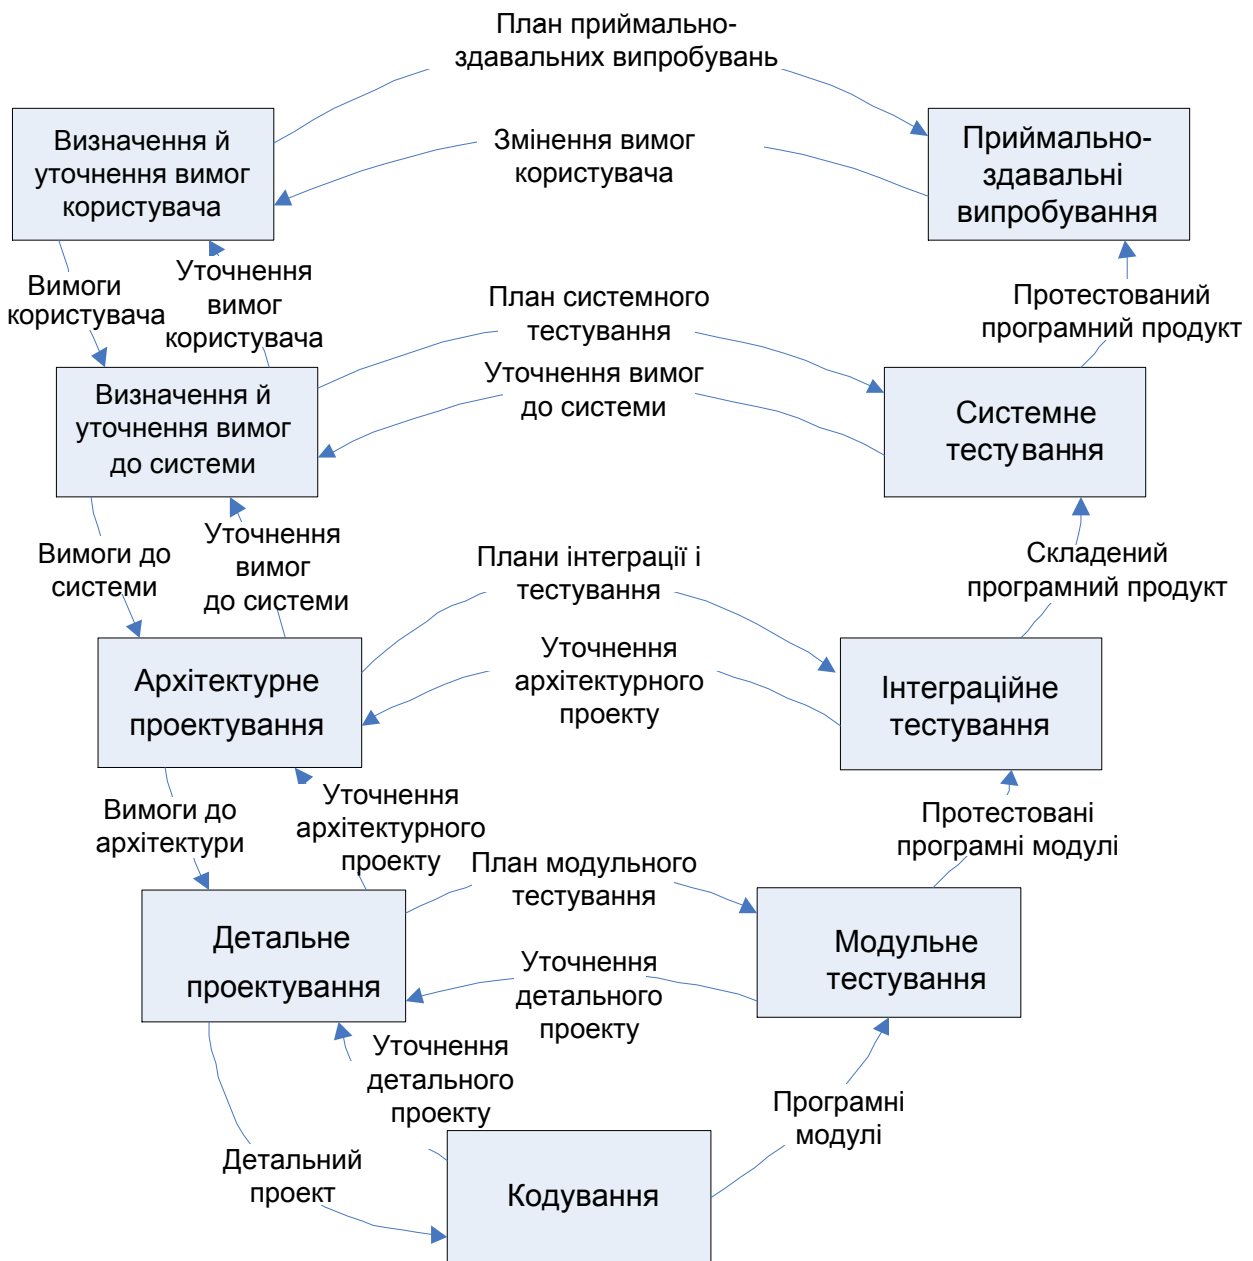 План приймально-
здавальних випробувань
Визначення й
уточнення вимог
користувача
Змінення вимог
користувача
Приймально-
здавальні
випробування
Вимоги
користувача
Уточнення
вимог
користувача
План системного
тестування
Протестований
програмний продукт
Визначення й
уточнення вимог
до системи
Уточнення вимог
до системи
Системне
тестування
Вимоги до
системи
Уточнення
вимог
до системи
Плани інтеграції і
тестування
Складений
програмний продукт
Архітектурне
проектування
Уточнення
архітектурного
проекту
Інтеграційне
тестування
Вимоги до
архітектури
Уточнення
архітектурного
проекту
План модульного
тестування
Протестовані
програмні модулі
Детальне
проектування
Уточнення
детального
проекту
Модульне
тестування
Уточнення
детального
проекту
Програмні
модулі
Детальний
проект
Кодування